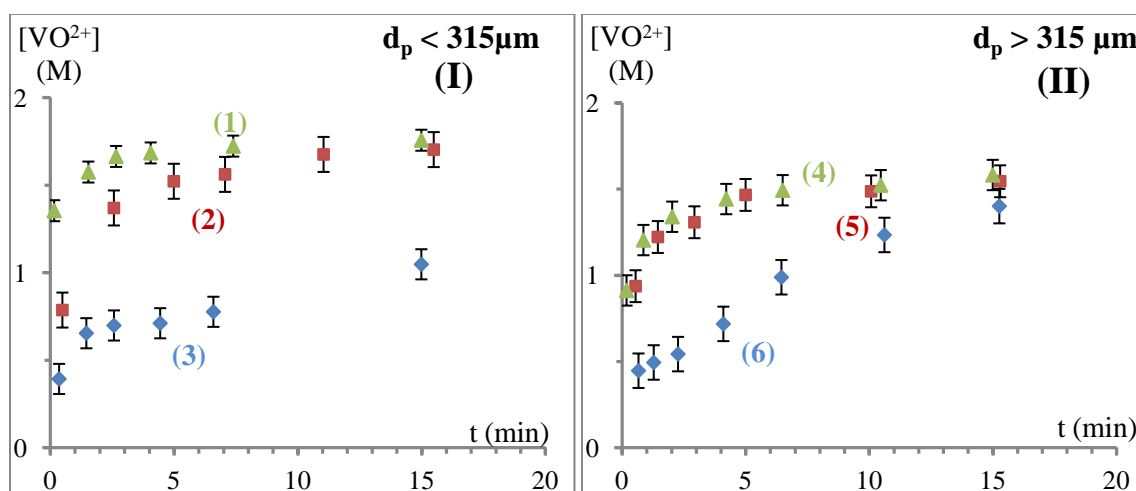 [VO²⁺]
(M)
dₚ < 315µm
(I)
2
1
0
(1)
(2)
(3)
t (min)
0 5 10 15 20
[VO²⁺]
(M)
dₚ > 315 µm
(II)
2
1
0
(4)
(5)
(6)
t (min)
0 5 10 15 20